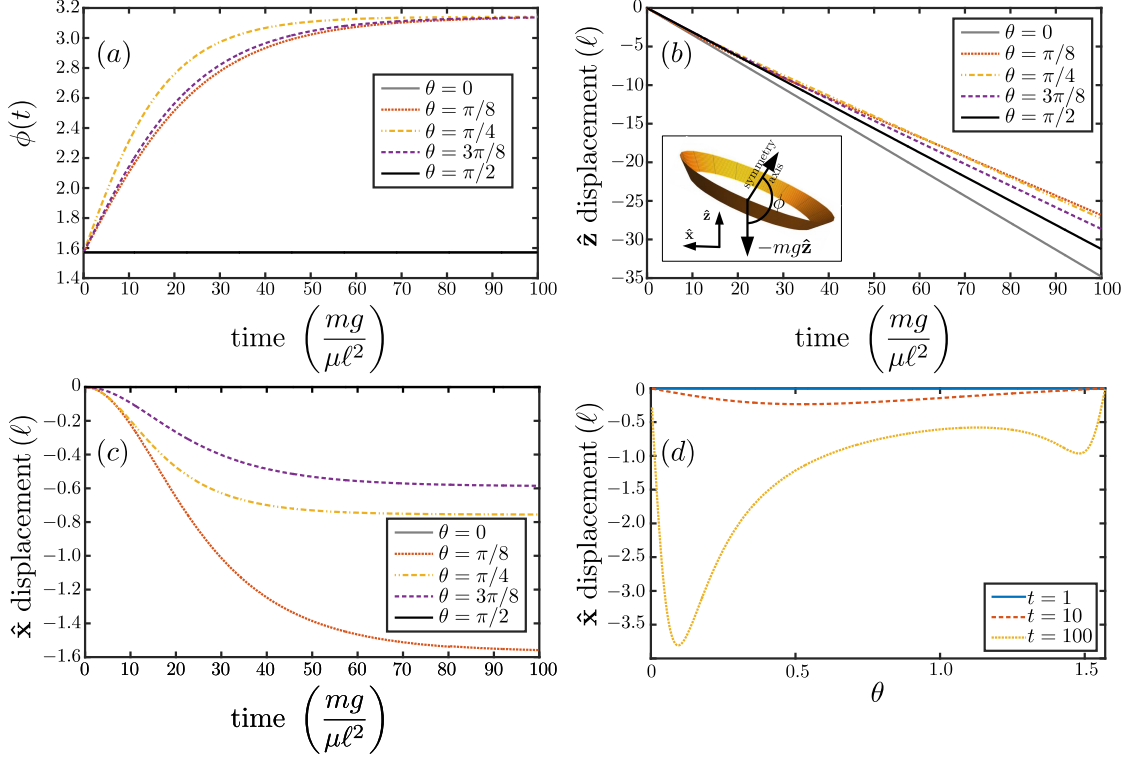 (a)
ϕ(t)
3.2
3.0
2.8
2.6
2.4
2.2
2.0
1.8
1.6
1.4
0 10 20 30 40 50 60 70 80 90 100
time (mg/μℓ²)
θ = 0
θ = π/8
θ = π/4
θ = 3π/8
θ = π/2
(b)
ẑ displacement (ℓ)
0
−5
−10
−15
−20
−25
−30
−35
0 10 20 30 40 50 60 70 80 90 100
time (mg/μℓ²)
θ = 0
θ = π/8
θ = π/4
θ = 3π/8
θ = π/2
symmetry
axis
ϕ
ẑ
x̂
−mgẑ
(c)
x̂ displacement (ℓ)
0
−0.2
−0.4
−0.6
−0.8
−1.0
−1.2
−1.4
−1.6
0 10 20 30 40 50 60 70 80 90 100
time (mg/μℓ²)
θ = 0
θ = π/8
θ = π/4
θ = 3π/8
θ = π/2
(d)
x̂ displacement (ℓ)
0
−0.5
−1.0
−1.5
−2.0
−2.5
−3.0
−3.5
0 0.5 1.0 1.5
θ
t = 1
t = 10
t = 100